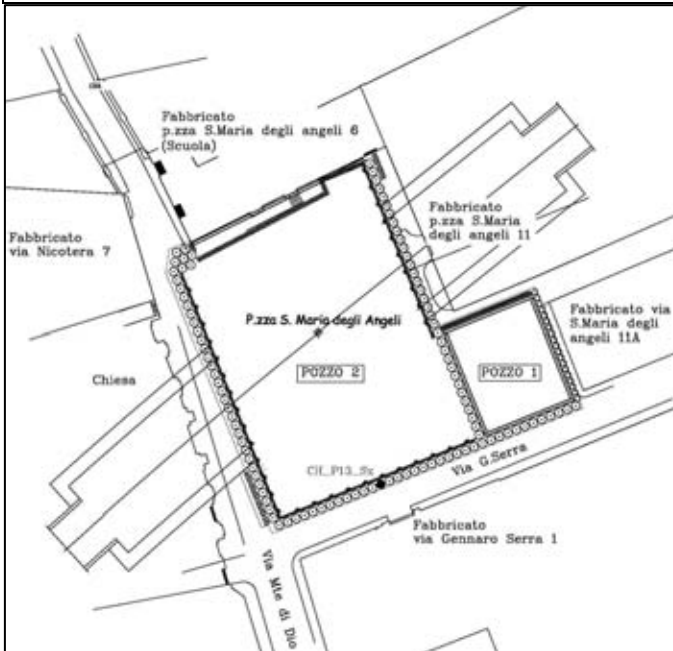 Fabbricato
p.zza S.Maria degli angeli 6
(Scuola)
Fabbricato
p.zza S.Maria
degli angeli 11
Fabbricato
via Nicotera 7
Fabbricato via
S.Maria degli
angeli 11A
P.zza S. Maria degli Angeli
Chiesa
POZZO 2
POZZO 1
CH_P13_Sx
Via G.Serra
Fabbricato
via Gennaro Serra 1
Via Mte di Dio